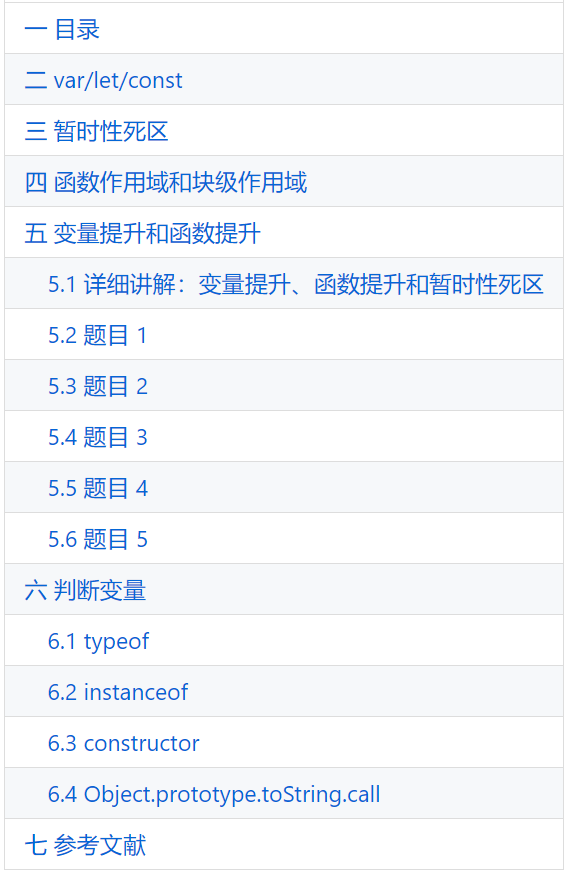 一 目录
二 var/let/const
三 暂时性死区
四 函数作用域和块级作用域
五 变量提升和函数提升
5.1 详细讲解：变量提升、函数提升和暂时性死区
5.2 题目 1
5.3 题目 2
5.4 题目 3
5.5 题目 4
5.6 题目 5
六 判断变量
6.1 typeof
6.2 instanceof
6.3 constructor
6.4 Object.prototype.toString.call
七 参考文献